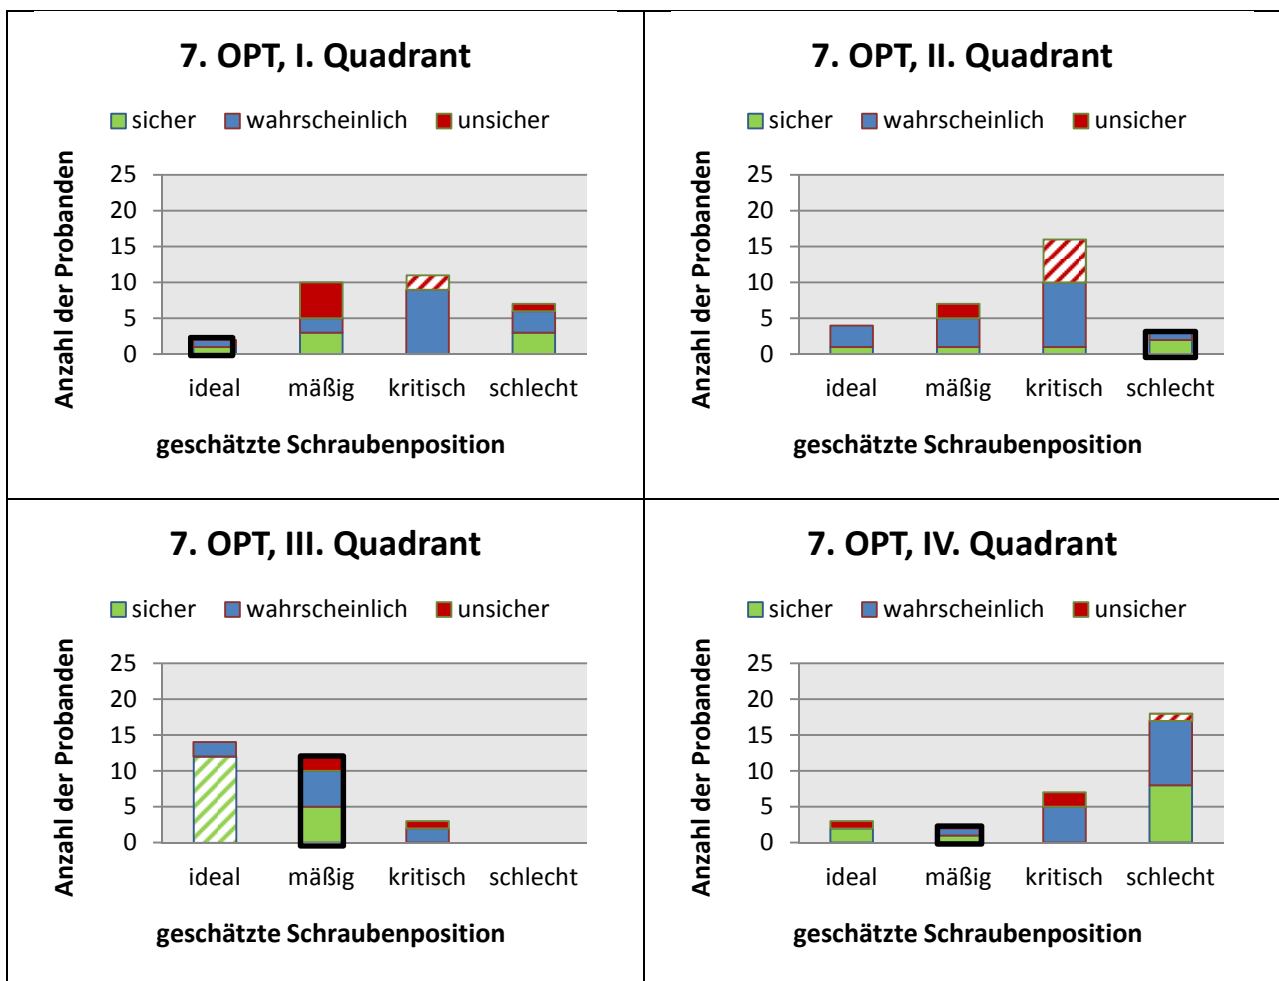 7. OPT, I. Quadrant
sicher wahrscheinlich unsicher
Anzahl der Probanden
25
20
15
10
5
0
ideal mäßig kritisch schlecht
geschätzte Schraubenposition
7. OPT, II. Quadrant
sicher wahrscheinlich unsicher
Anzahl der Probanden
25
20
15
10
5
0
ideal mäßig kritisch schlecht
geschätzte Schraubenposition
7. OPT, III. Quadrant
sicher wahrscheinlich unsicher
Anzahl der Probanden
25
20
15
10
5
0
ideal mäßig kritisch schlecht
geschätzte Schraubenposition
7. OPT, IV. Quadrant
sicher wahrscheinlich unsicher
Anzahl der Probanden
25
20
15
10
5
0
ideal mäßig kritisch schlecht
geschätzte Schraubenposition